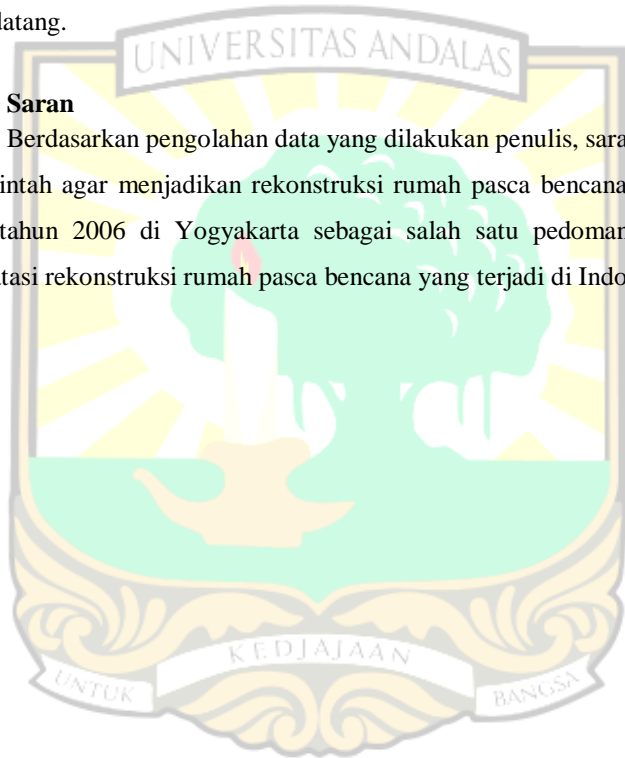 datang.
UNIVERSITAS ANDALAS
Saran
Berdasarkan pengolahan data yang dilakukan penulis, sara
intah agar menjadikan rekonstruksi rumah pasca bencana
tahun 2006 di Yogyakarta sebagai salah satu pedoman
tasi rekonstruksi rumah pasca bencana yang terjadi di Indo
KEDJAJAAN
UNTUK
BANGSA